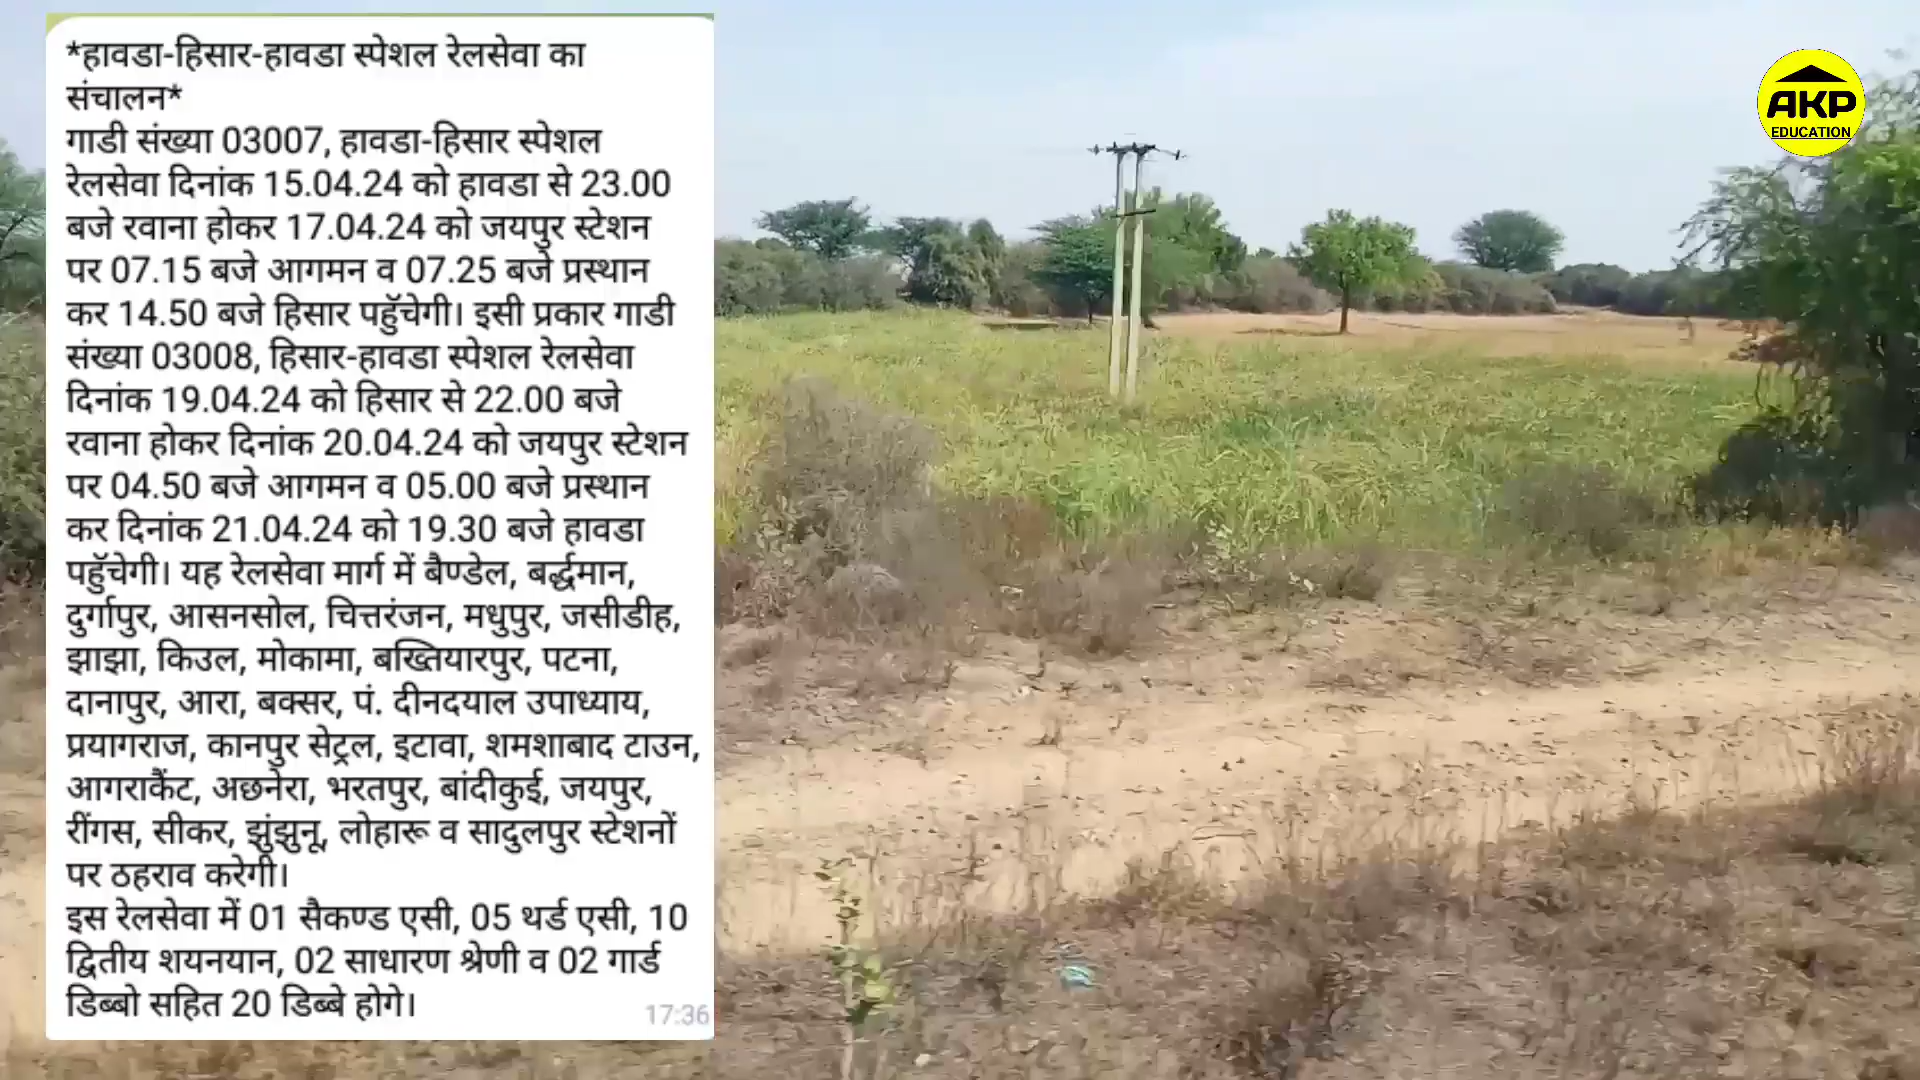 *हावडा-हिसार-हावडा स्पेशल रेलसेवा का
संचालन*
गाडी संख्या 03007, हावडा-हिसार स्पेशल
रेलसेवा दिनांक 15.04.24 को हावडा से 23.00
बजे रवाना होकर 17.04.24 को जयपुर स्टेशन
पर 07.15 बजे आगमन व 07.25 बजे प्रस्थान
कर 14.50 बजे हिसार पहुॅचेगी। इसी प्रकार गाडी
संख्या 03008, हिसार-हावडा स्पेशल रेलसेवा
दिनांक 19.04.24 को हिसार से 22.00 बजे
रवाना होकर दिनांक 20.04.24 को जयपुर स्टेशन
पर 04.50 बजे आगमन व 05.00 बजे प्रस्थान
कर दिनांक 21.04.24 को 19.30 बजे हावडा
पहुॅचेगी। यह रेलसेवा मार्ग में बैण्डेल, बर्द्धमान,
दुर्गापुर, आसनसोल, चित्तरंजन, मधुपुर, जसीडीह,
झाझा, किउल, मोकामा, बख्तियारपुर, पटना,
दानापुर, आरा, बक्सर, पं. दीनदयाल उपाध्याय,
प्रयागराज, कानपुर सेट्रल, इटावा, शमशाबाद टाउन,
आगराकैंट, अछनेरा, भरतपुर, बांदीकुई, जयपुर,
रींगस, सीकर, झुंझुनू, लोहारू व सादुलपुर स्टेशनों
पर ठहराव करेगी।
इस रेलसेवा में 01 सैकण्ड एसी, 05 थर्ड एसी, 10
द्वितीय शयनयान, 02 साधारण श्रेणी व 02 गार्ड
डिब्बो सहित 20 डिब्बे होगे।
17:36
AKP
EDUCATION